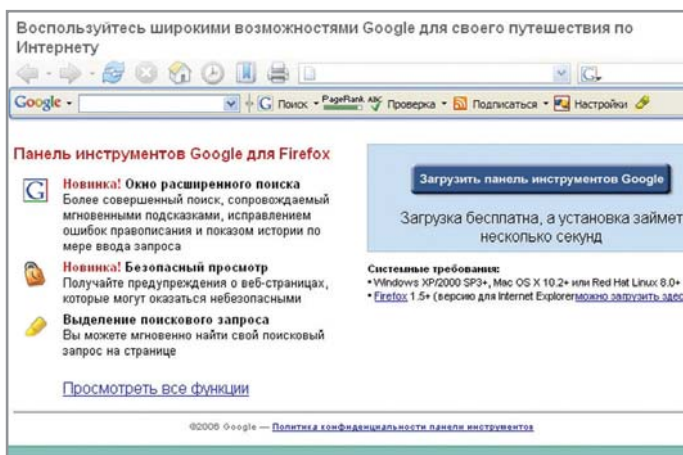 Воспользуйтесь широкими возможностями Google для своего путешествия по
Интернету
Google
G Поиск PageRank ABC Проверка Подписаться Настройки
Панель инструментов Google для Firefox
Новинка! Окно расширенного поиска
Более совершенный поиск, сопровождаемый
мгновенными подсказками, исправлением
ошибок правописания и показом истории по
мере ввода запроса
Новинка! Безопасный просмотр
Получайте предупреждения о веб-страницах,
которые могут оказаться небезопасными
Выделение поискового запроса
Вы можете мгновенно найти свой поисковый
запрос на странице
Просмотреть все функции
Загрузить панель инструментов Google
Загрузка бесплатна, а установка займет
несколько секунд
Системные требования:
• Windows XP/2000 SP3+, Mac OS X 10.2+ или Red Hat Linux 8.0+
• Firefox 1.5+ (версию для Internet Explorer можно загрузить здес
©2006 Google — Политика конфиденциальности панели инструментов